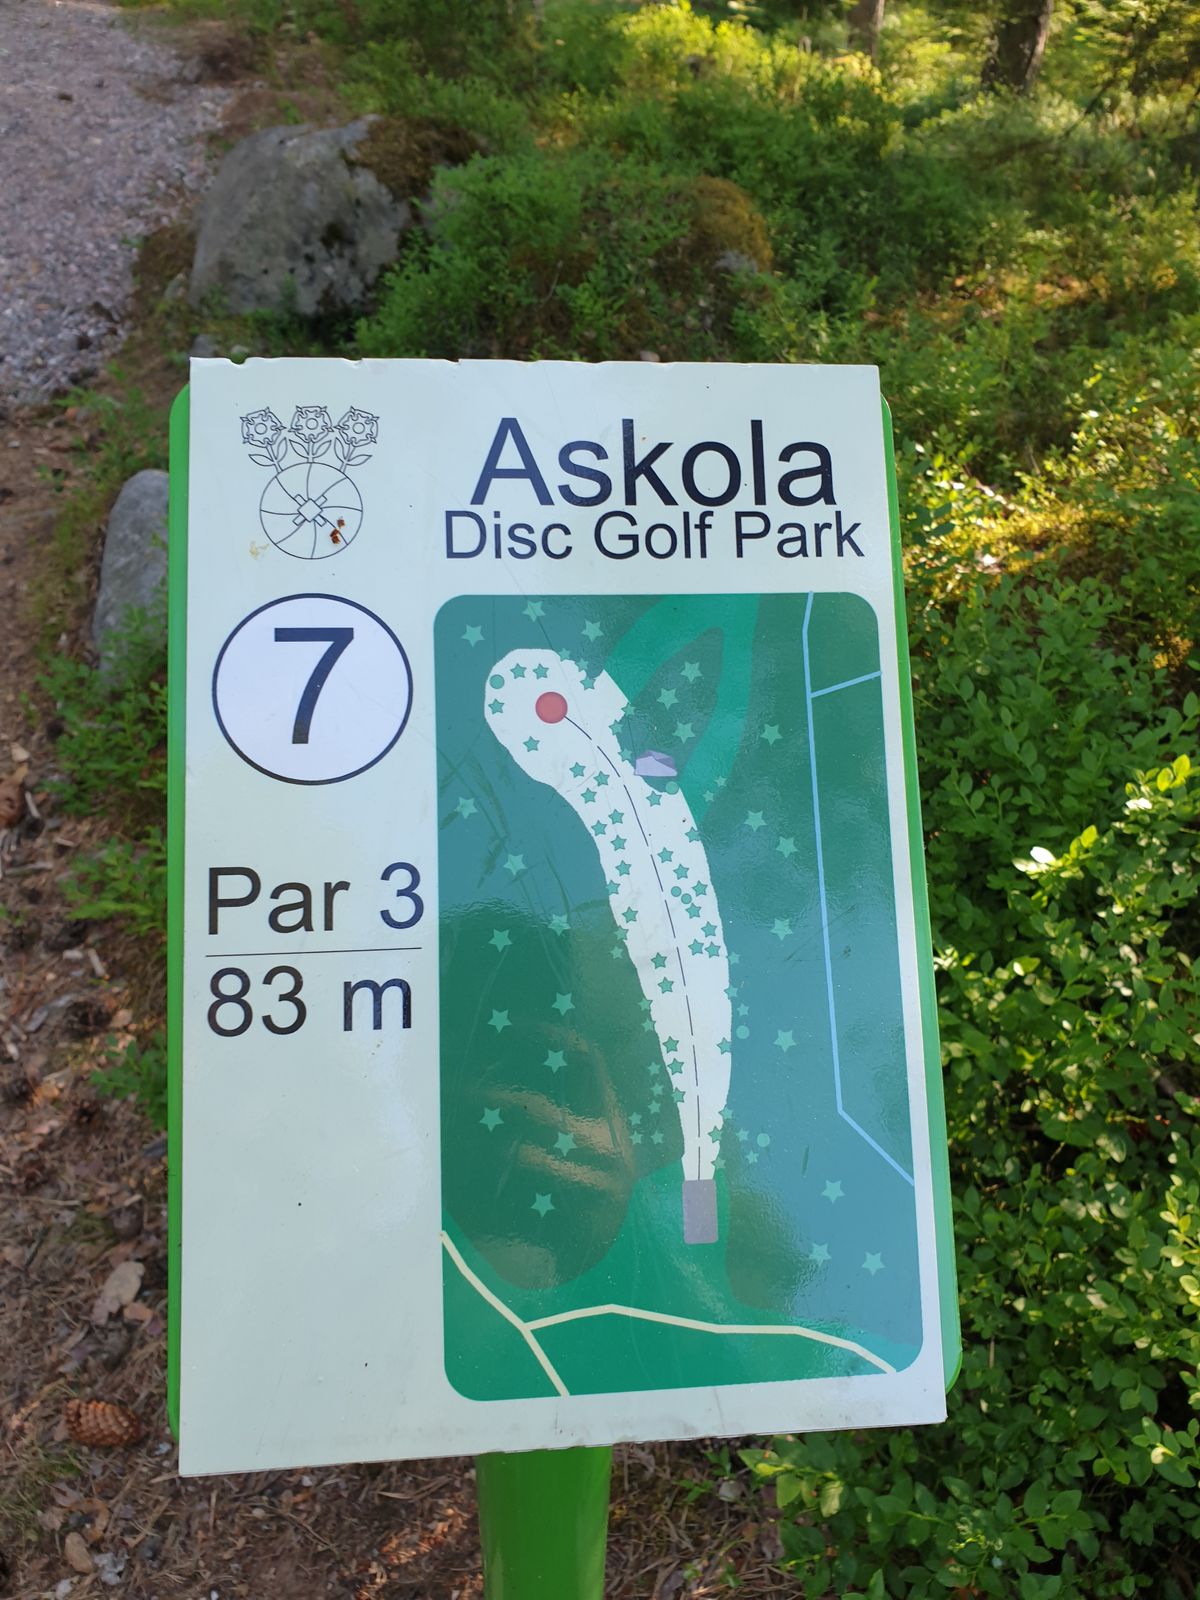 Askola
Disc Golf Park
7
Par 3
83 m